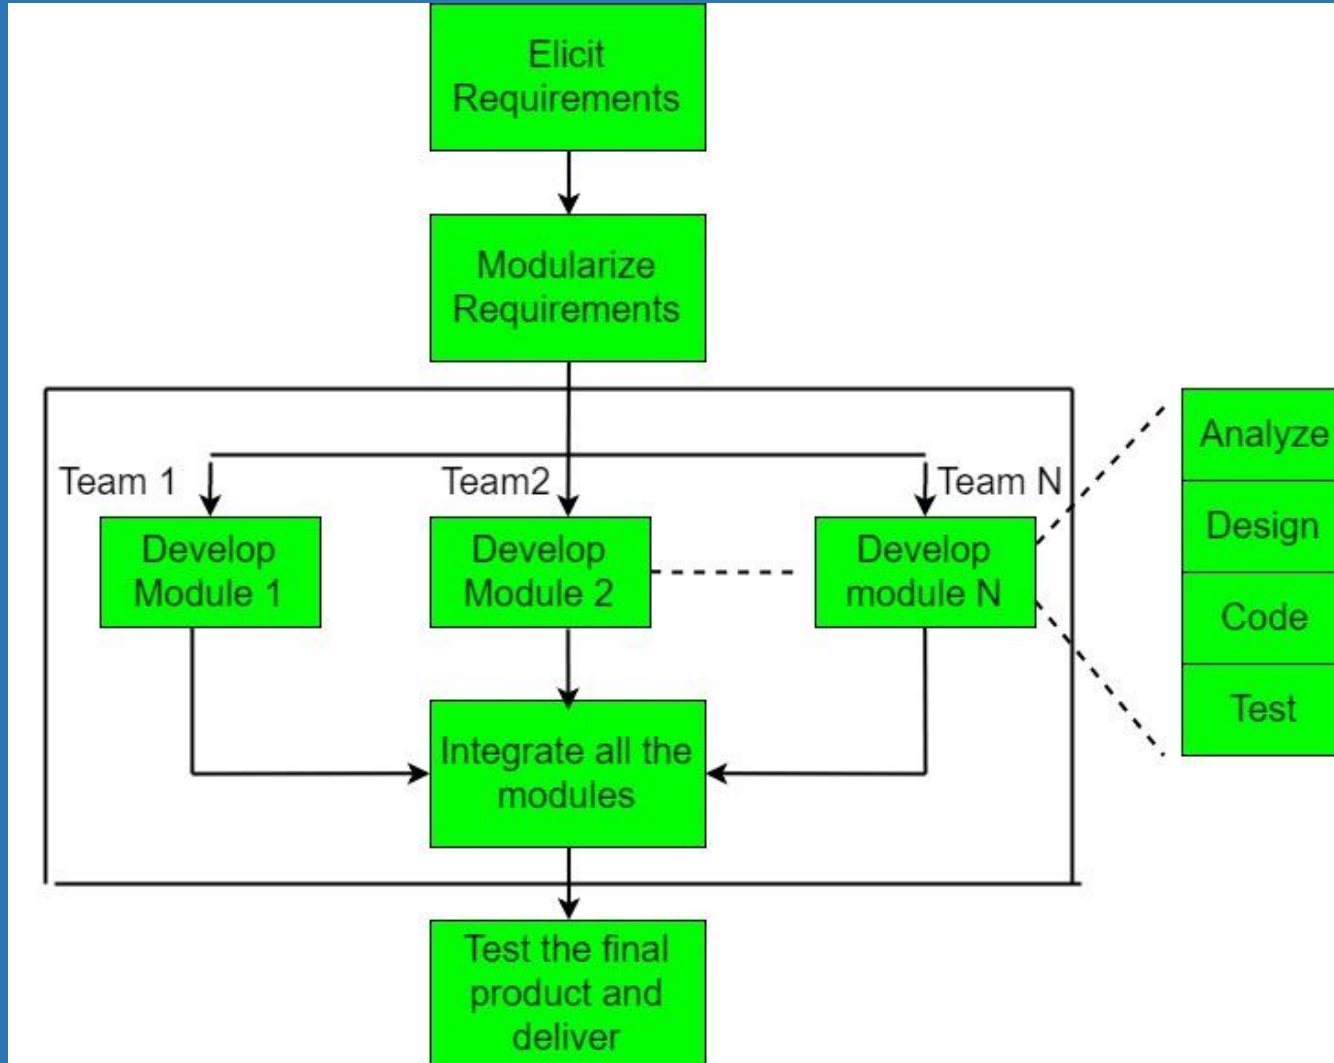 Elicit
Requirements
Modularize
Requirements
Team 1
Team2
Team N
Develop
Module 1
Develop
Module 2
Develop
module N
Analyze
Design
Code
Test
Integrate all the
modules
Test the final
product and
deliver